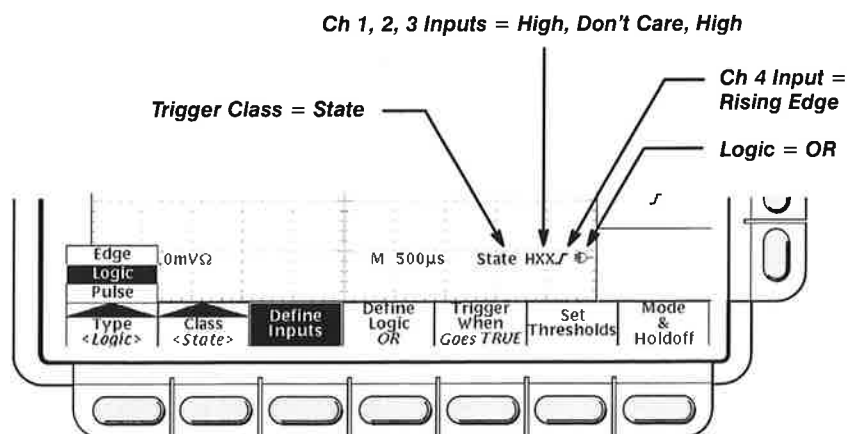 Ch 1, 2, 3 Inputs = High, Don't Care, High
Ch 4 Input =
Rising Edge
Trigger Class = State
Logic = OR
.0mVΩ
M 500µs
State HXX
Edge
Logic
Pulse
Type
<Logic>
Class
<State>
Define
Inputs
Define
Logic
OR
Trigger
When
Goes TRUE
Set
Thresholds
Mode
&
Holdoff